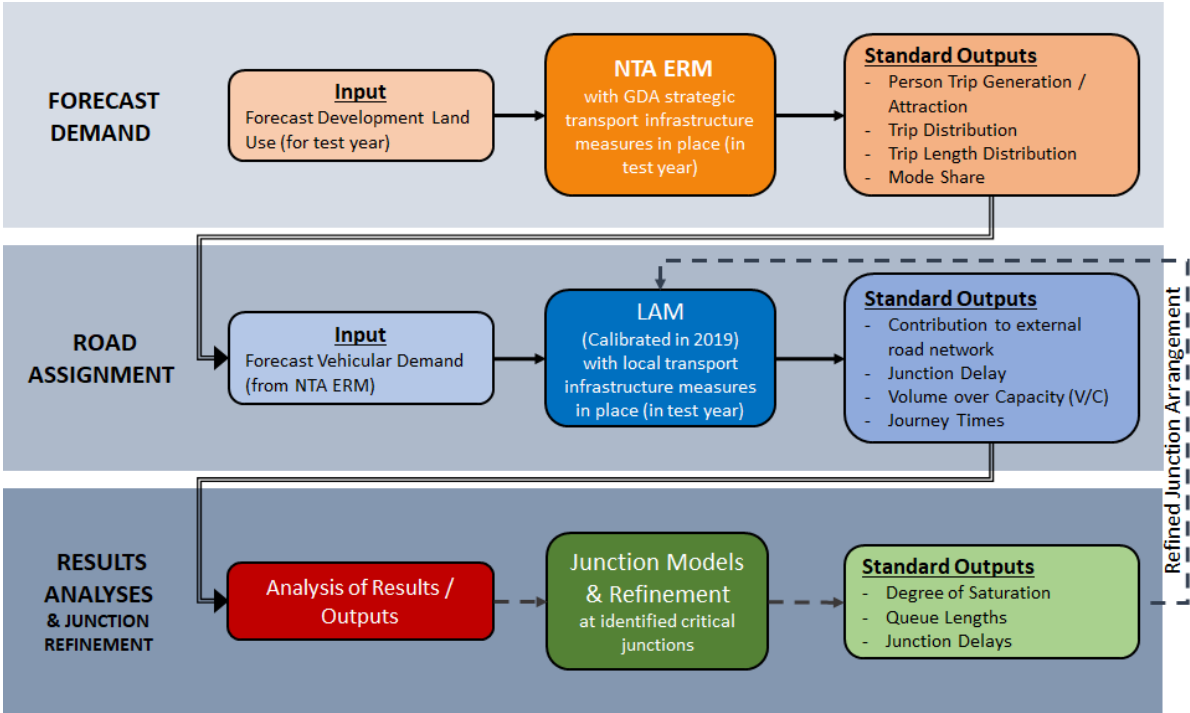 FORECAST
DEMAND
Input
Forecast Development Land
Use (for test year)
NTA ERM
with GDA strategic
transport infrastructure
measures in place (in
test year)
Standard Outputs
- Person Trip Generation /
Attraction
- Trip Distribution
- Trip Length Distribution
- Mode Share
ROAD
ASSIGNMENT
Input
Forecast Vehicular Demand
(from NTA ERM)
LAM
(Calibrated in 2019)
with local transport
infrastructure measures
in place (in test year)
Standard Outputs
- Contribution to external
road network
- Junction Delay
- Volume over Capacity (V/C)
- Journey Times
Refined Junction Arrangement
RESULTS
ANALYSES
& JUNCTION
REFINEMENT
Analysis of Results /
Outputs
Junction Models
& Refinement
at identified critical
junctions
Standard Outputs
- Degree of Saturation
- Queue Lengths
- Junction Delays